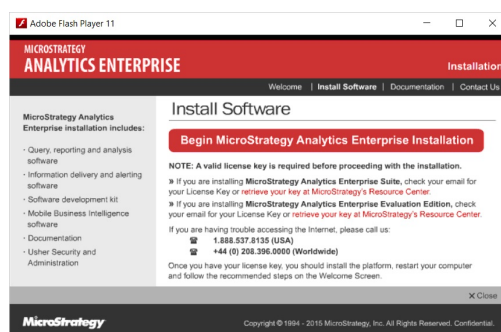 Adobe Flash Player 11
MICROSTRATEGY
ANALYTICS ENTERPRISE
Installation
Welcome | Install Software | Documentation | Contact Us
MicroStrategy Analytics
Enterprise installation includes:
· Query, reporting and analysis
software
· Information delivery and alerting
software
· Software development kit
· Mobile Business Intelligence
software
· Documentation
· Usher Security and
Administration
Install Software
Begin MicroStrategy Analytics Enterprise Installation
NOTE: A valid license key is required before proceeding with the installation.
» If you are installing MicroStrategy Analytics Enterprise Suite, check your email for
your License Key or retrieve your key at MicroStrategy's Resource Center.
» If you are installing MicroStrategy Analytics Enterprise Evaluation Edition, check
your email for your License Key or retrieve your key at MicroStrategy's Resource Center.
If you are having trouble accessing the Internet, please call us:
☎ 1.888.537.8135 (USA)
☎ +44 (0) 208.396.0000 (Worldwide)
Once you have your license key, you should install the platform, restart your computer
and follow the recommended steps on the Welcome Screen.
X Close
MicroStrategy
Copyright © 1994 - 2015 MicroStrategy, Inc. All Rights Reserved. Confidential.